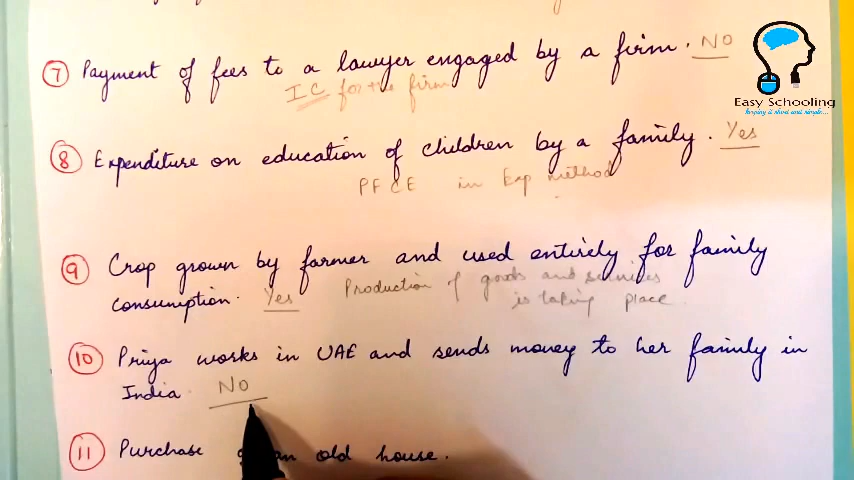 ⑦ Payment of fees to a lawyer engaged by a firm. No
IC for the firm
Easy Schooling
⑧ Expenditure on education of children by a family. Yes
PFCE in Exp method
⑨ Crop grown by farmer and used entirely for family
consumption. Yes Production of goods and services
is taking place.
⑩ Priya works in UAE and sends money to her family in
India. No
⑪ Purchase an old house.